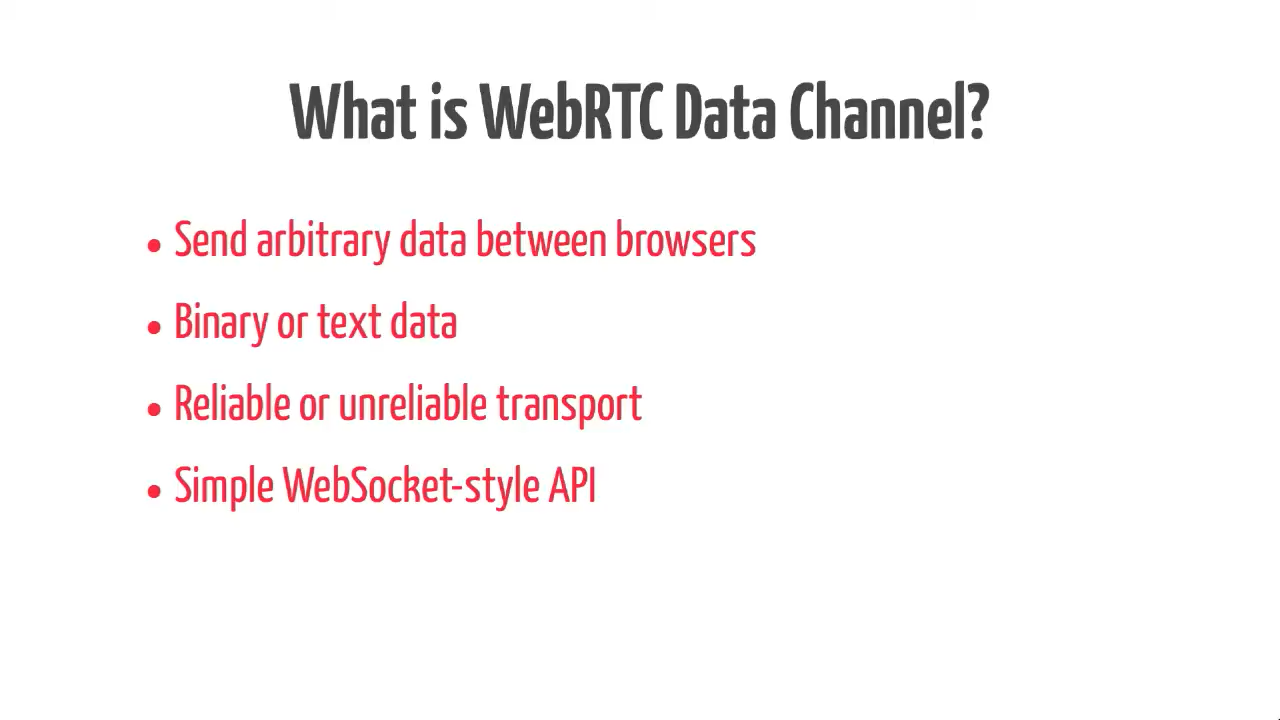 What is WebRTC Data Channel?
• Send arbitrary data between browsers
• Binary or text data
• Reliable or unreliable transport
• Simple WebSocket-style API